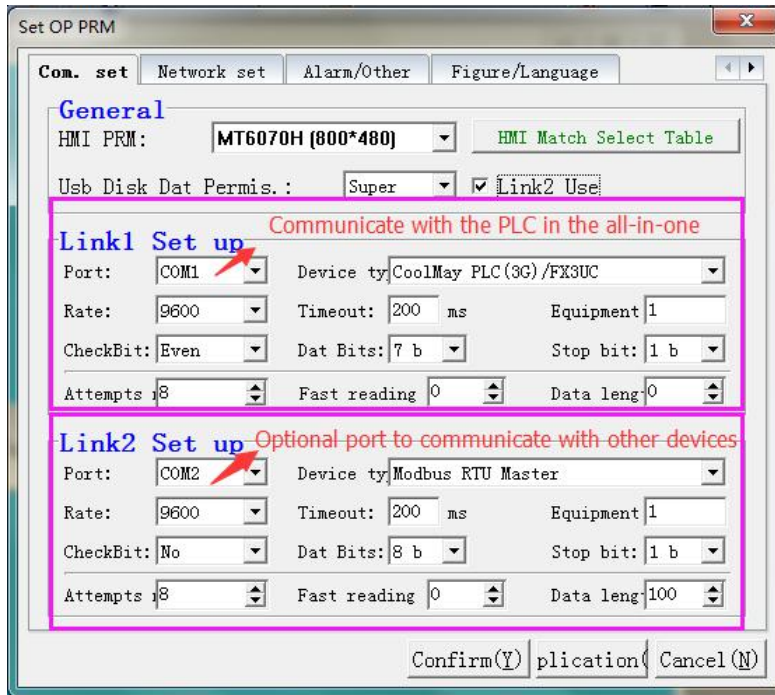 Set OP PRM
Com. set Network set Alarm/Other Figure/Language
General
HMI PRM: MT6070H (800*480) HMI Match Select Table
Usb Disk Dat Permis.: Super Link2 Use
Communicate with the PLC in the all-in-one
Link1 Set up
Port: COM1 Device ty CoolMay PLC(3G)/FX3UC
Rate: 9600 Timeout: 200 ms Equipment 1
CheckBit: Even Dat Bits: 7 b Stop bit: 1 b
Attempts 8 Fast reading 0 Data leng 0
Link2 Set up Optional port to communicate with other devices
Port: COM2 Device ty Modbus RTU Master
Rate: 9600 Timeout: 200 ms Equipment 1
CheckBit: No Dat Bits: 8 b Stop bit: 1 b
Attempts 8 Fast reading 0 Data leng 100
Confirm(Y) plication( Cancel(N)